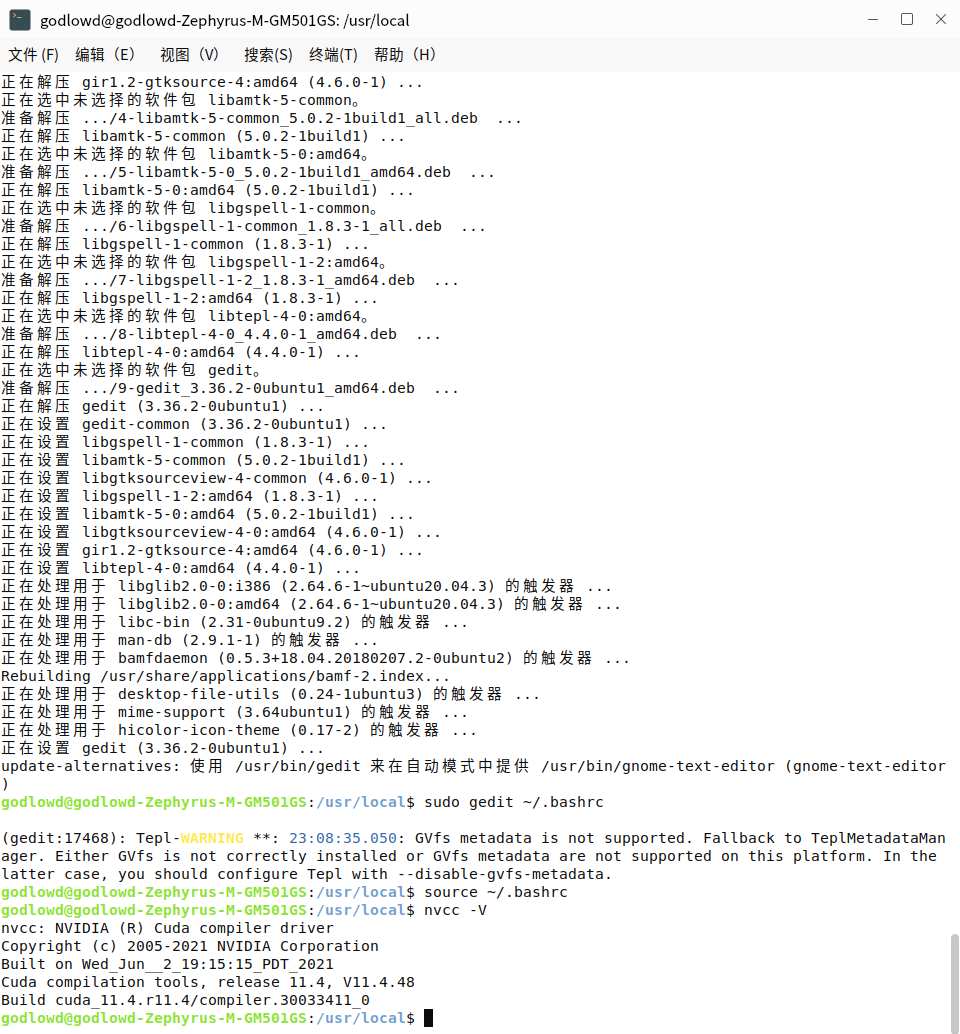 godlowd@godlowd-Zephyrus-M-GM501GS: /usr/local
文件 (F) 编辑（E） 视图（V） 搜索(S) 终端(T) 帮助（H）
正在解压 gir1.2-gtksource-4:amd64 (4.6.0-1) ...
正在选中未选择的软件包 libamtk-5-common。
准备解压 .../4-libamtk-5-common_5.0.2-1build1_all.deb  ...
正在解压 libamtk-5-common (5.0.2-1build1) ...
正在选中未选择的软件包 libamtk-5-0:amd64。
准备解压 .../5-libamtk-5-0_5.0.2-1build1_amd64.deb  ...
正在解压 libamtk-5-0:amd64 (5.0.2-1build1) ...
正在选中未选择的软件包 libgspell-1-common。
准备解压 .../6-libgspell-1-common_1.8.3-1_all.deb  ...
正在解压 libgspell-1-common (1.8.3-1) ...
正在选中未选择的软件包 libgspell-1-2:amd64。
准备解压 .../7-libgspell-1-2_1.8.3-1_amd64.deb  ...
正在解压 libgspell-1-2:amd64 (1.8.3-1) ...
正在选中未选择的软件包 libtepl-4-0:amd64。
准备解压 .../8-libtepl-4-0_4.4.0-1_amd64.deb  ...
正在解压 libtepl-4-0:amd64 (4.4.0-1) ...
正在选中未选择的软件包 gedit。
准备解压 .../9-gedit_3.36.2-0ubuntu1_amd64.deb  ...
正在解压 gedit (3.36.2-0ubuntu1) ...
正在设置 gedit-common (3.36.2-0ubuntu1) ...
正在设置 libgspell-1-common (1.8.3-1) ...
正在设置 libamtk-5-common (5.0.2-1build1) ...
正在设置 libgtksourceview-4-common (4.6.0-1) ...
正在设置 libgspell-1-2:amd64 (1.8.3-1) ...
正在设置 libamtk-5-0:amd64 (5.0.2-1build1) ...
正在设置 libgtksourceview-4-0:amd64 (4.6.0-1) ...
正在设置 gir1.2-gtksource-4:amd64 (4.6.0-1) ...
正在设置 libtepl-4-0:amd64 (4.4.0-1) ...
正在处理用于 libglib2.0-0:i386 (2.64.6-1~ubuntu20.04.3) 的触发器 ...
正在处理用于 libglib2.0-0:amd64 (2.64.6-1~ubuntu20.04.3) 的触发器 ...
正在处理用于 libc-bin (2.31-0ubuntu9.2) 的触发器 ...
正在处理用于 man-db (2.9.1-1) 的触发器 ...
正在处理用于 bamfdaemon (0.5.3+18.04.20180207.2-0ubuntu2) 的触发器 ...
Rebuilding /usr/share/applications/bamf-2.index...
正在处理用于 desktop-file-utils (0.24-1ubuntu3) 的触发器 ...
正在处理用于 mime-support (3.64ubuntu1) 的触发器 ...
正在处理用于 hicolor-icon-theme (0.17-2) 的触发器 ...
正在设置 gedit (3.36.2-0ubuntu1) ...
update-alternatives: 使用 /usr/bin/gedit 来在自动模式中提供 /usr/bin/gnome-text-editor (gnome-text-editor
)
godlowd@godlowd-Zephyrus-M-GM501GS:/usr/local$ sudo gedit ~/.bashrc
(gedit:17468): Tepl-WARNING **: 23:08:35.050: GVfs metadata is not supported. Fallback to TeplMetadataMan
ager. Either GVfs is not correctly installed or GVfs metadata are not supported on this platform. In the
latter case, you should configure Tepl with --disable-gvfs-metadata.
godlowd@godlowd-Zephyrus-M-GM501GS:/usr/local$ source ~/.bashrc
godlowd@godlowd-Zephyrus-M-GM501GS:/usr/local$ nvcc -V
nvcc: NVIDIA (R) Cuda compiler driver
Copyright (c) 2005-2021 NVIDIA Corporation
Built on Wed_Jun__2_19:15:15_PDT_2021
Cuda compilation tools, release 11.4, V11.4.48
Build cuda_11.4.r11.4/compiler.30033411_0
godlowd@godlowd-Zephyrus-M-GM501GS:/usr/local$